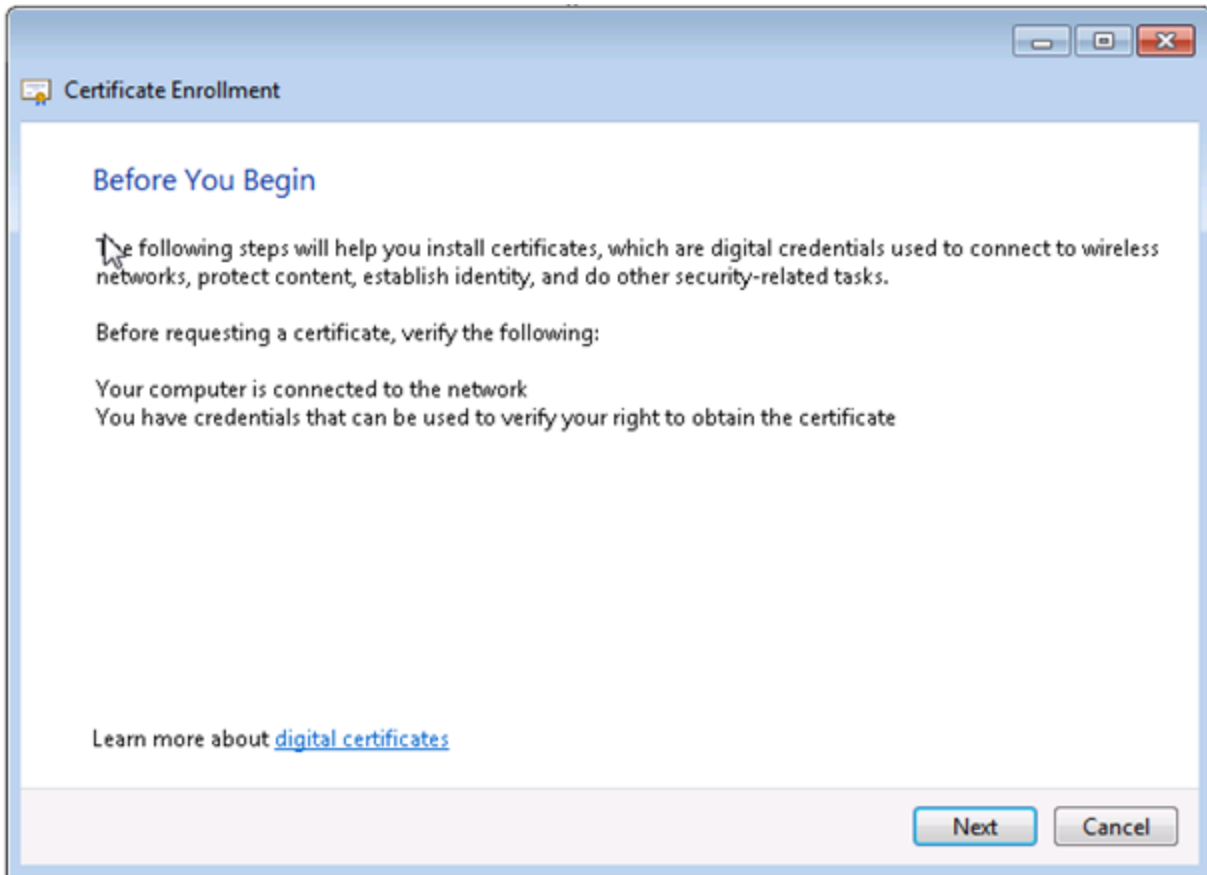 Certificate Enrollment
Before You Begin
The following steps will help you install certificates, which are digital credentials used to connect to wireless
networks, protect content, establish identity, and do other security-related tasks.
Before requesting a certificate, verify the following:
Your computer is connected to the network
You have credentials that can be used to verify your right to obtain the certificate
Learn more about digital certificates
Next Cancel